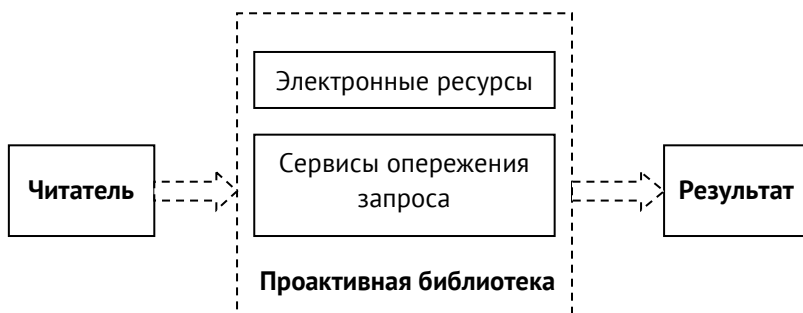 Электронные ресурсы
Читатель
Сервисы опережения
запроса
Результат
Проактивная библиотека